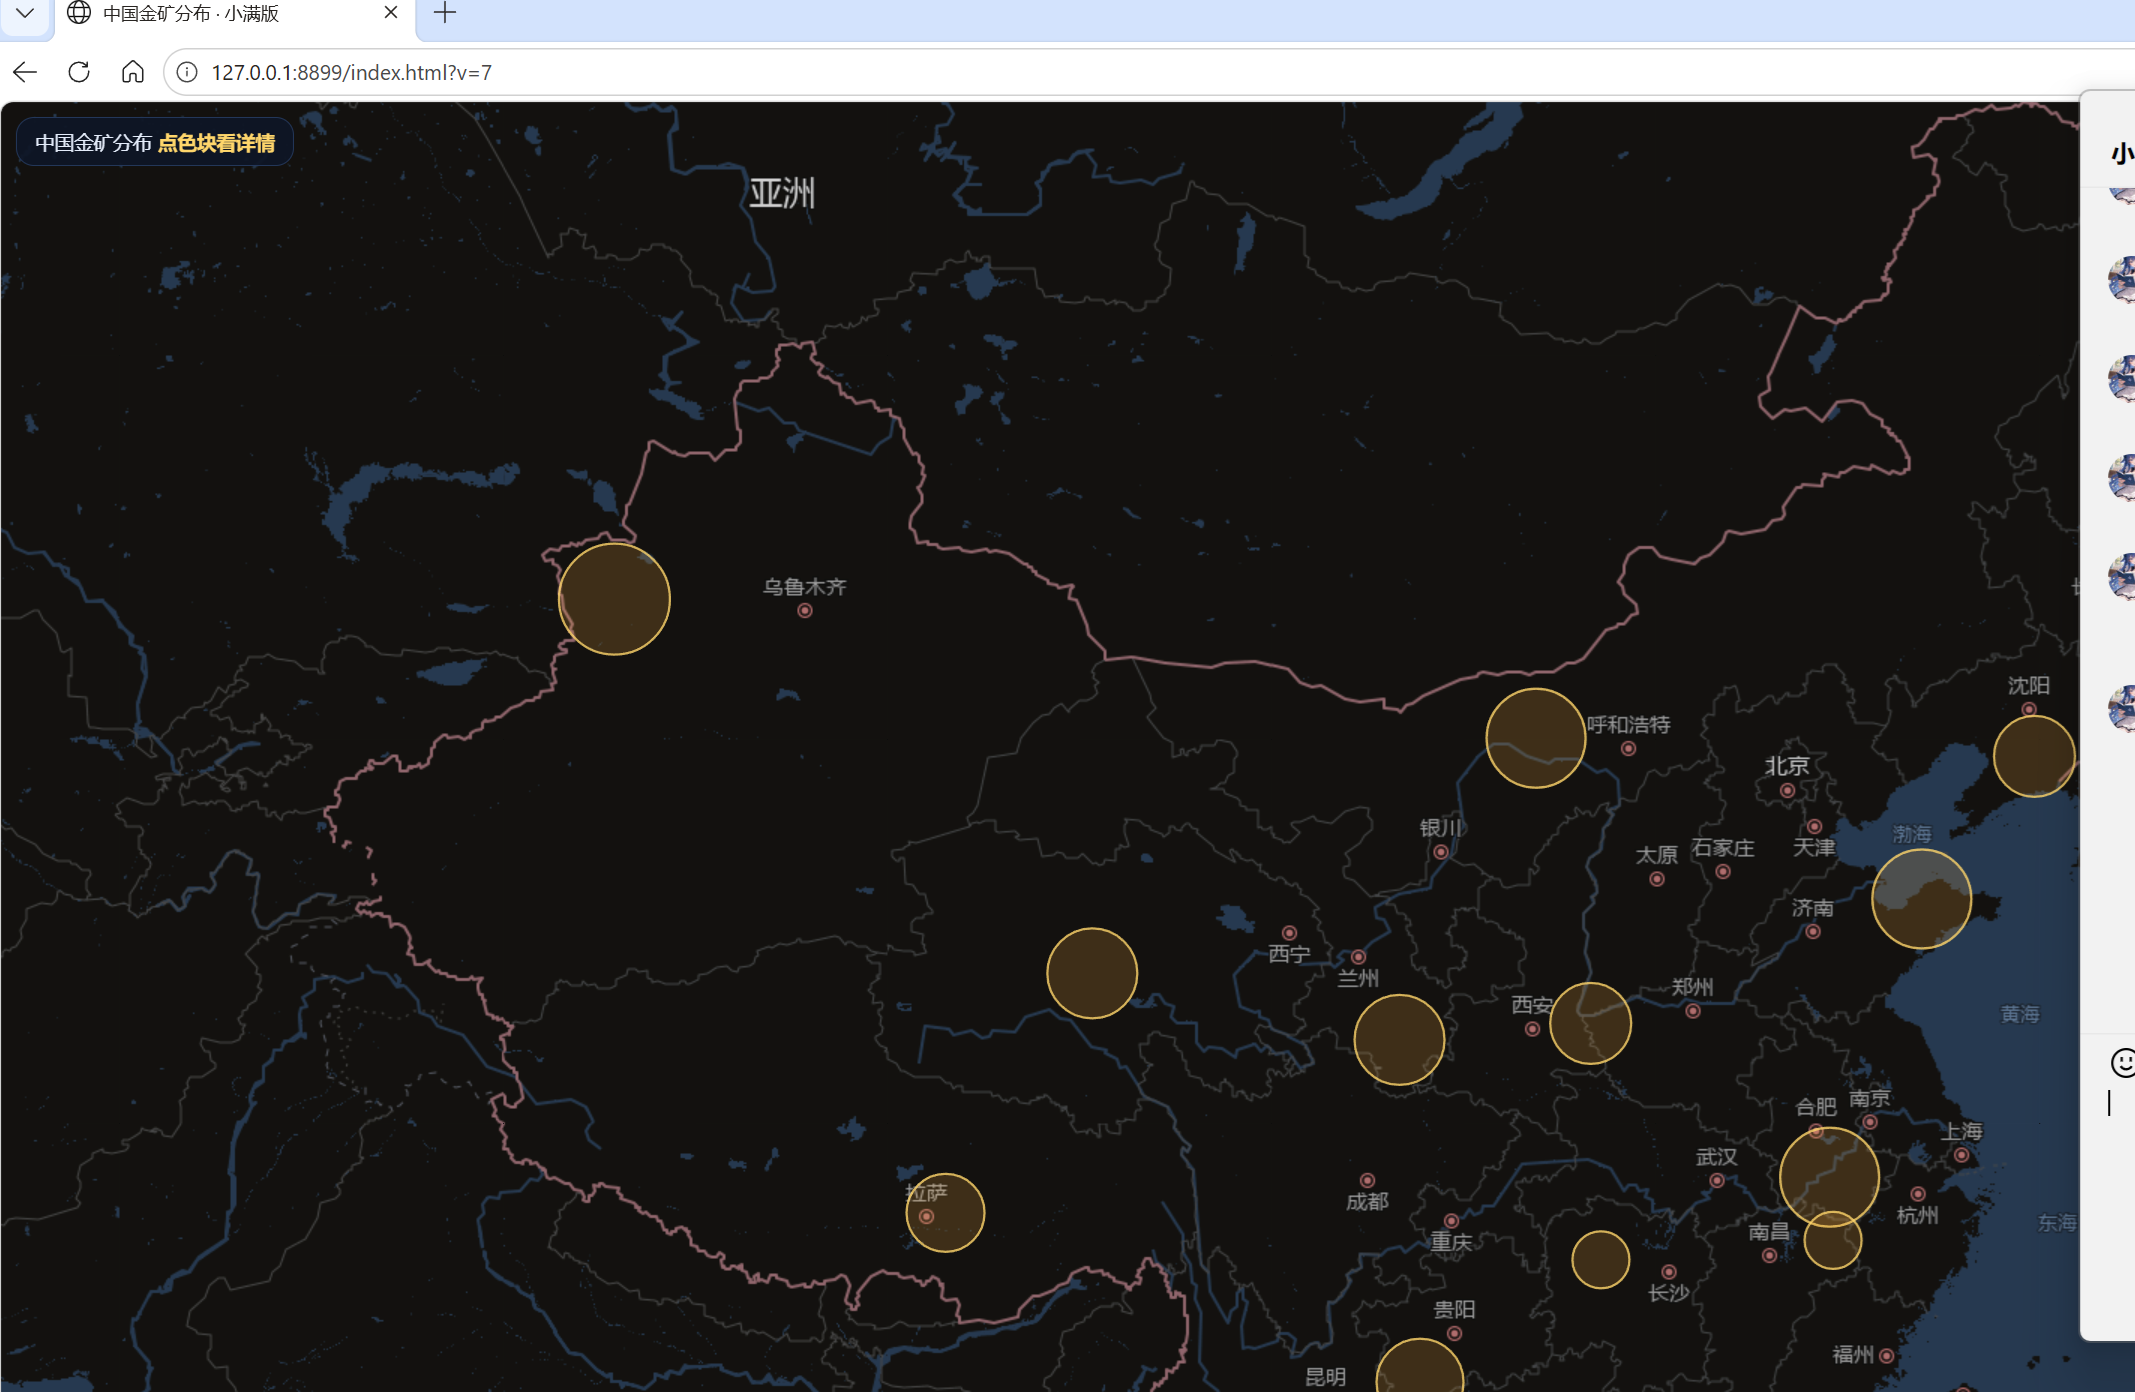 中国金矿分布 · 小满版
127.0.0.1:8899/index.html?v=7
中国金矿分布 点色块看详情
小
亚洲
乌鲁木齐
沈阳
呼和浩特
北京
银川
渤海
太原
石家庄
天津
济南
西宁
兰州
郑州
西安
黄海
南京
合肥
上海
武汉
拉萨
成都
杭州
东海
南昌
重庆
长沙
贵阳
福州
昆明